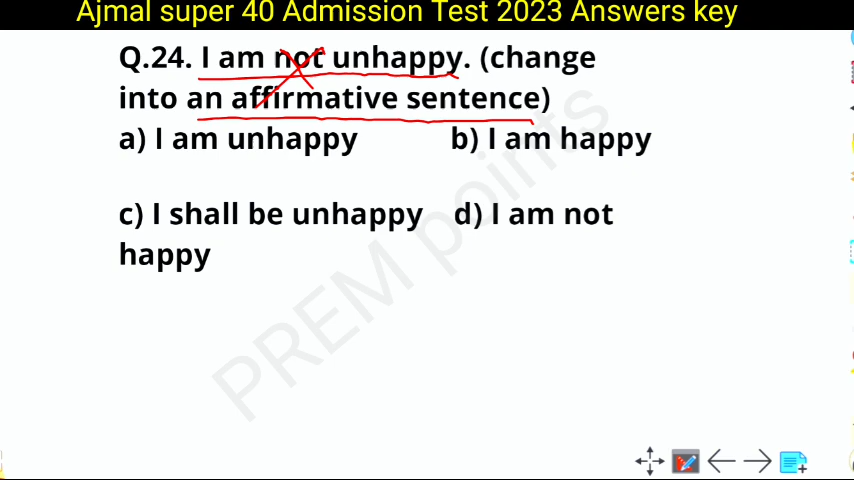 Ajmal super 40 Admission Test 2023 Answers key
Q.24. I am not unhappy. (change
into an affirmative sentence)
a) I am unhappy b) I am happy
c) I shall be unhappy d) I am not
happy
PREM points